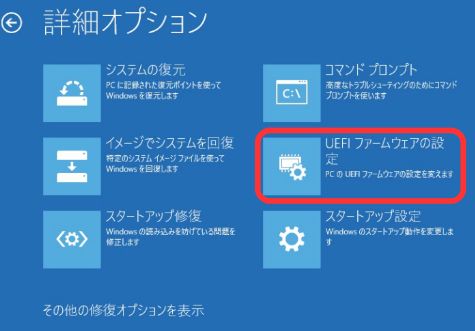 詳細オプション
システムの復元
PC に記録された復元ポイントを使って
Windows を復元します
コマンド プロンプト
高度なトラブルシューティングのためにコマンド
プロンプトを使います
C:\
イメージでシステムを回復
特定のシステム イメージ ファイルを使って
Windows を回復します
UEFI ファームウェアの設
定
PC の UEFI ファームウェアの設定を変えます
スタートアップ修復
Windows の読み込みを妨げている問題を
修正します
スタートアップ設定
Windows のスタートアップ動作を変更しま
す
その他の修復オプションを表示